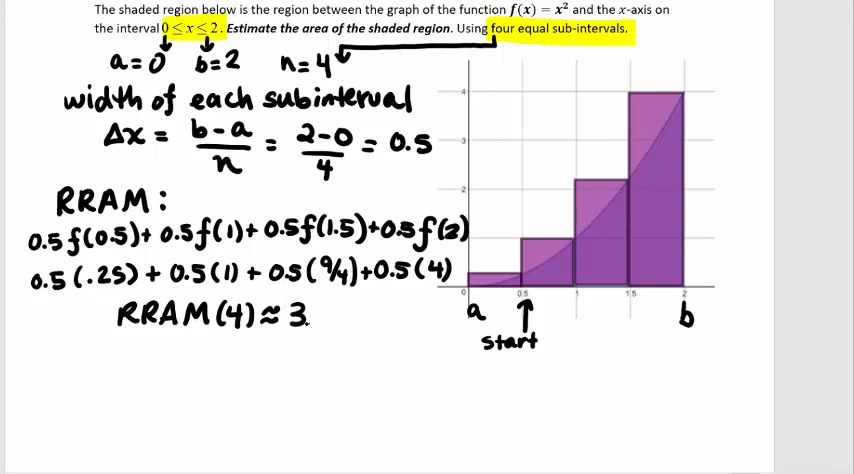 The shaded region below is the region between the graph of the function f(x) = x² and the x-axis on
the interval 0 ≤ x ≤ 2. Estimate the area of the shaded region. Using four equal sub-intervals.
a = 0 b = 2 n = 4
width of each subinterval
Δx = (b-a)/n = (2-0)/4 = 0.5
RRAM:
0.5 f(0.5) + 0.5 f(1) + 0.5 f(1.5) + 0.5 f(2)
0.5 (.25) + 0.5 (1) + 0.5 (9/4) + 0.5 (4)
RRAM(4) ≈ 3.
4
3
2
0 0.5 1 1.5 2
a b
start